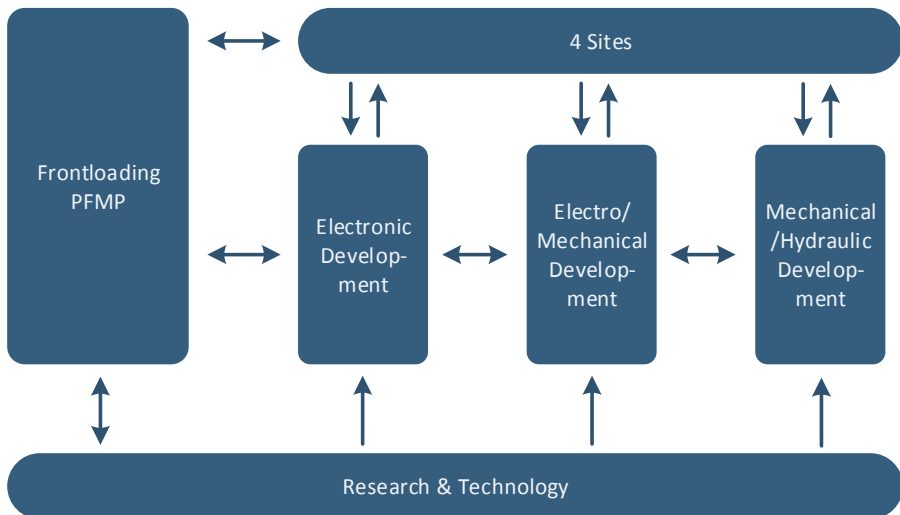 4 Sites
Frontloading
PFMP
Electronic
Develop-
ment
Electro/
Mechanical
Develop-
ment
Mechanical
/Hydraulic
Develop-
ment
Research & Technology